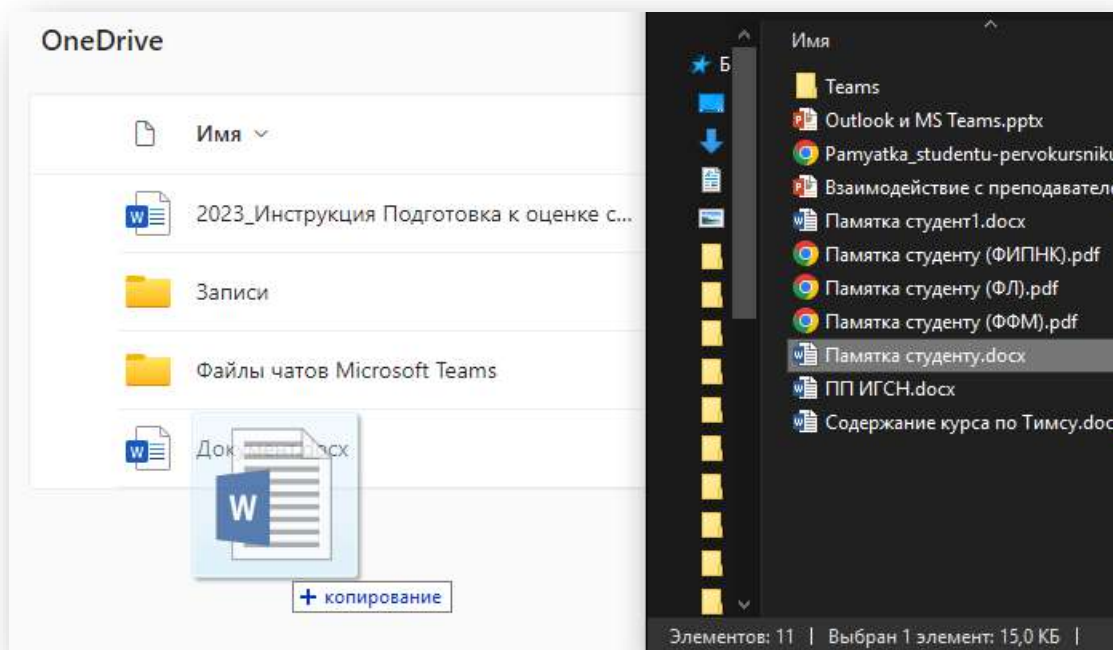 OneDrive
Имя
2023_Инструкция Подготовка к оценке с...
Записи
Файлы чатов Microsoft Teams
W
+ копирование
Б
Имя
Teams
Outlook и MS Teams.pptx
Pamyatka_studentu-pervokursniku
Взаимодействие с
Памятка студент1.docx
Памятка студенту (ФИПНК).pdf
Памятка студенту (ФЛ).pdf
Памятка студенту (ФФМ).pdf
Памятка студенту.docx
ПП ИГСН.docx
Содержание курса по Тимсу.doc
Элементов: 11 | Выбран 1 элемент: 15,0 КБ |